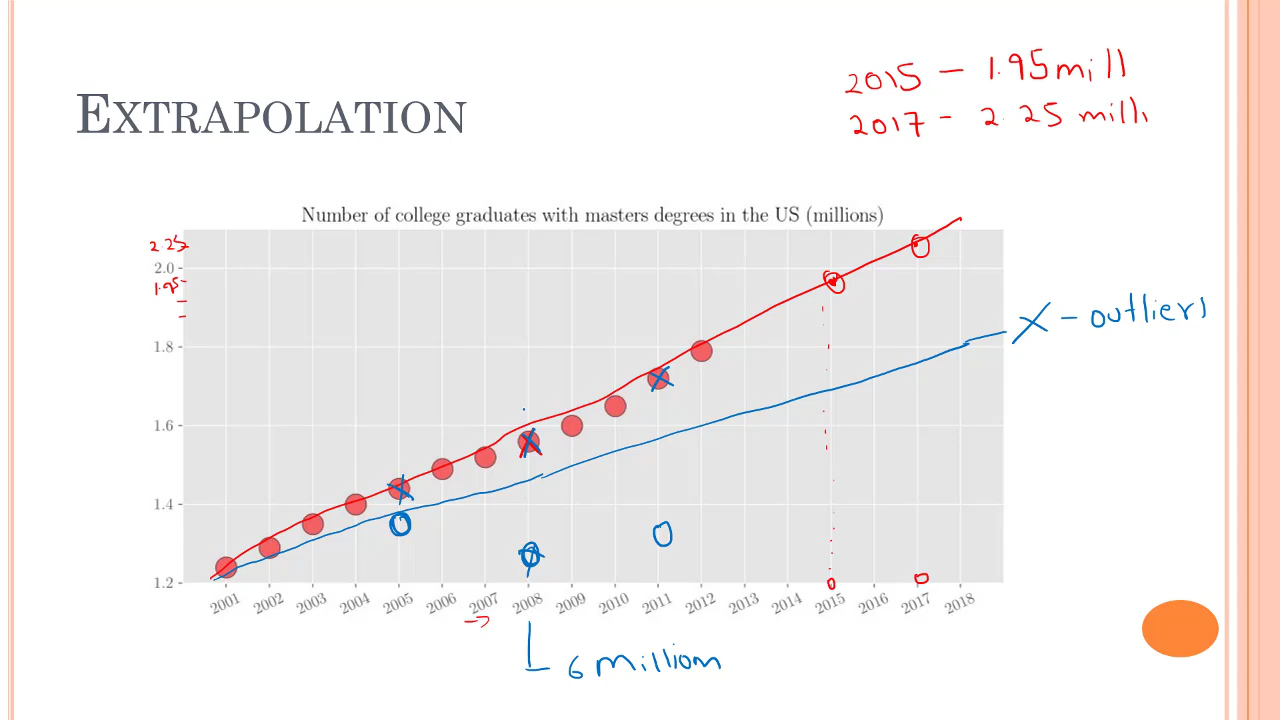 2015 - 1.95 mill
2017 - 2.25 milli
EXTRAPOLATION
Number of college graduates with masters degrees in the US (millions)
2.25
2.0
1.95
X - outliers
1.8
1.6
1.4
1.2
2001 2002 2003 2004 2005 2006 2007 2008 2009 2010 2011 2012 2013 2014 2015 2016 2017 2018
6 million